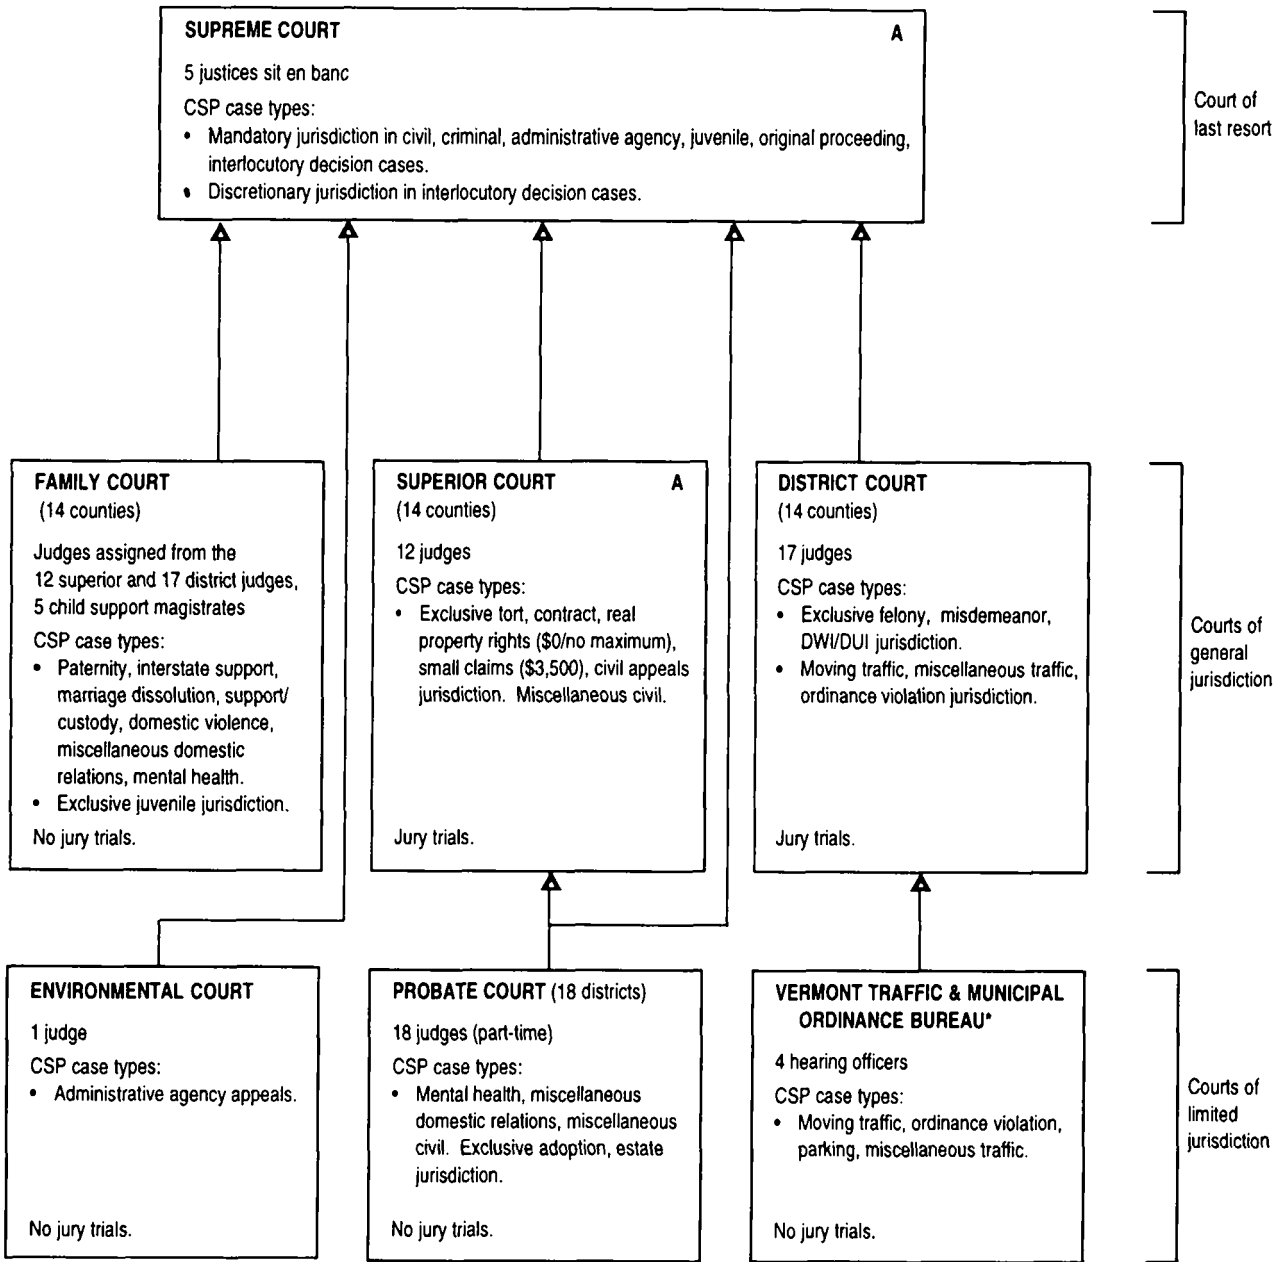 SUPREME COURT A
5 justices sit en banc
CSP case types:
• Mandatory jurisdiction in civil, criminal, administrative agency, juvenile, original proceeding,
interlocutory decision cases.
• Discretionary jurisdiction in interlocutory decision cases.
Court of
last resort
FAMILY COURT
(14 counties)
Judges assigned from the
12 superior and 17 district judges,
5 child support magistrates
CSP case types:
• Paternity, interstate support,
marriage dissolution, support/
custody, domestic violence,
miscellaneous domestic
relations, mental health.
• Exclusive juvenile jurisdiction.
No jury trials.
SUPERIOR COURT A
(14 counties)
12 judges
CSP case types:
• Exclusive tort, contract, real
property rights ($0/no maximum),
small claims ($3,500), civil appeals
jurisdiction. Miscellaneous civil.
Jury trials.
DISTRICT COURT
(14 counties)
17 judges
CSP case types:
• Exclusive felony, misdemeanor,
DWI/DUI jurisdiction.
• Moving traffic, miscellaneous traffic,
ordinance violation jurisdiction.
Jury trials.
Courts of
general
jurisdiction
ENVIRONMENTAL COURT
1 judge
CSP case types:
• Administrative agency appeals.
No jury trials.
PROBATE COURT (18 districts)
18 judges (part-time)
CSP case types:
• Mental health, miscellaneous
domestic relations, miscellaneous
civil. Exclusive adoption, estate
jurisdiction.
No jury trials.
VERMONT TRAFFIC & MUNICIPAL
ORDINANCE BUREAU*
4 hearing officers
CSP case types:
• Moving traffic, ordinance violation,
parking, miscellaneous traffic.
No jury trials.
Courts of
limited
jurisdiction